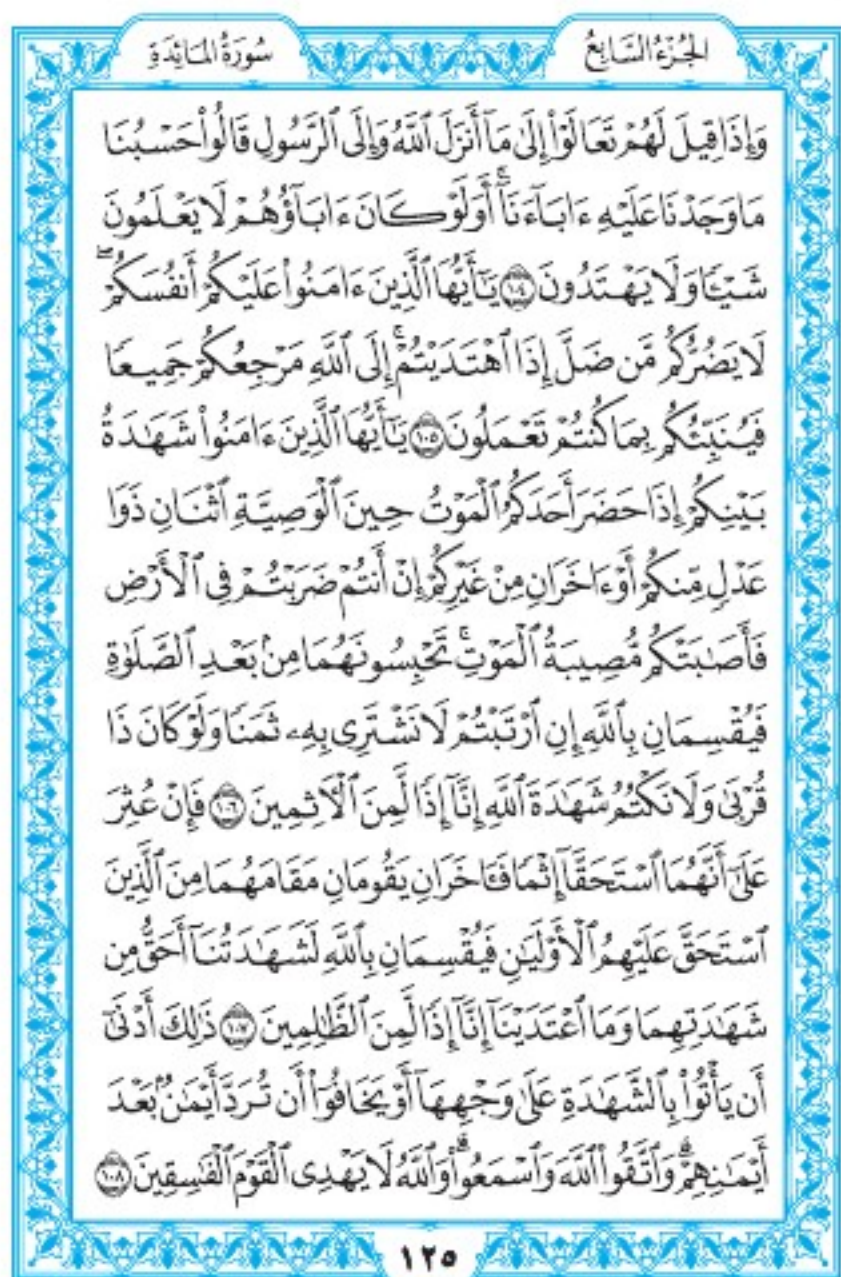 الجُزْءُ السَّابِعُ
سُورَةُ المَائِدَةِ
وَإِذَا قِيلَ لَهُمْ تَعَالَوْاْ إِلَىٰ مَآ أَنزَلَ ٱللَّهُ وَإِلَى ٱلرَّسُولِ قَالُواْ حَسْبُنَا
مَا وَجَدْنَا عَلَيْهِ ءَابَآءَنَآۚ أَوَلَوْ كَانَ ءَابَآؤُهُمْ لَا يَعْلَمُونَ
شَيْـًٔا وَلَا يَهْتَدُونَ ١٠٤ يَـٰٓأَيُّهَا ٱلَّذِينَ ءَامَنُواْ عَلَيْكُمْ أَنفُسَكُمْۖ
لَا يَضُرُّكُم مَّن ضَلَّ إِذَا ٱهْتَدَيْتُمْۚ إِلَى ٱللَّهِ مَرْجِعُكُمْ جَمِيعًا
فَيُنَبِّئُكُم بِمَا كُنتُمْ تَعْمَلُونَ ١٠٥ يَـٰٓأَيُّهَا ٱلَّذِينَ ءَامَنُواْ شَهَـٰدَةُ
بَيْنِكُمْ إِذَا حَضَرَ أَحَدَكُمُ ٱلْمَوْتُ حِينَ ٱلْوَصِيَّةِ ٱثْنَانِ ذَوَا
عَدْلٍ مِّنكُمْ أَوْ ءَاخَرَانِ مِنْ غَيْرِكُمْ إِنْ أَنتُمْ ضَرَبْتُمْ فِى ٱلْأَرْضِ
فَأَصَـٰبَتْكُم مُّصِيبَةُ ٱلْمَوْتِۚ تَحْبِسُونَهُمَا مِنۢ بَعْدِ ٱلصَّلَوٰةِ
فَيُقْسِمَانِ بِٱللَّهِ إِنِ ٱرْتَبْتُمْ لَا نَشْتَرِى بِهِۦ ثَمَنًا وَلَوْ كَانَ ذَا
قُرْبَىٰ وَلَا نَكْتُمُ شَهَـٰدَةَ ٱللَّهِ إِنَّآ إِذًا لَّمِنَ ٱلْـَٔاثِمِينَ ١٠٦ فَإِنْ عُثِرَ
عَلَىٰٓ أَنَّهُمَا ٱسْتَحَقَّآ إِثْمًا فَـَٔاخَرَانِ يَقُومَانِ مَقَامَهُمَا مِنَ ٱلَّذِينَ
ٱسْتَحَقَّ عَلَيْهِمُ ٱلْأَوْلَيَـٰنِ فَيُقْسِمَانِ بِٱللَّهِ لَشَهَـٰدَتُنَآ أَحَقُّ مِن
شَهَـٰدَتِهِمَا وَمَا ٱعْتَدَيْنَآ إِنَّآ إِذًا لَّمِنَ ٱلظَّـٰلِمِينَ ١٠٧ ذَٰلِكَ أَدْنَىٰٓ
أَن يَأْتُواْ بِٱلشَّهَـٰدَةِ عَلَىٰ وَجْهِهَآ أَوْ يَخَافُوٓاْ أَن تُرَدَّ أَيْمَـٰنٌۢ بَعْدَ
أَيْمَـٰنِهِمْۗ وَٱتَّقُواْ ٱللَّهَ وَٱسْمَعُواْۗ وَٱللَّهُ لَا يَهْدِى ٱلْقَوْمَ ٱلْفَـٰسِقِينَ ١٠٨
١٢٥